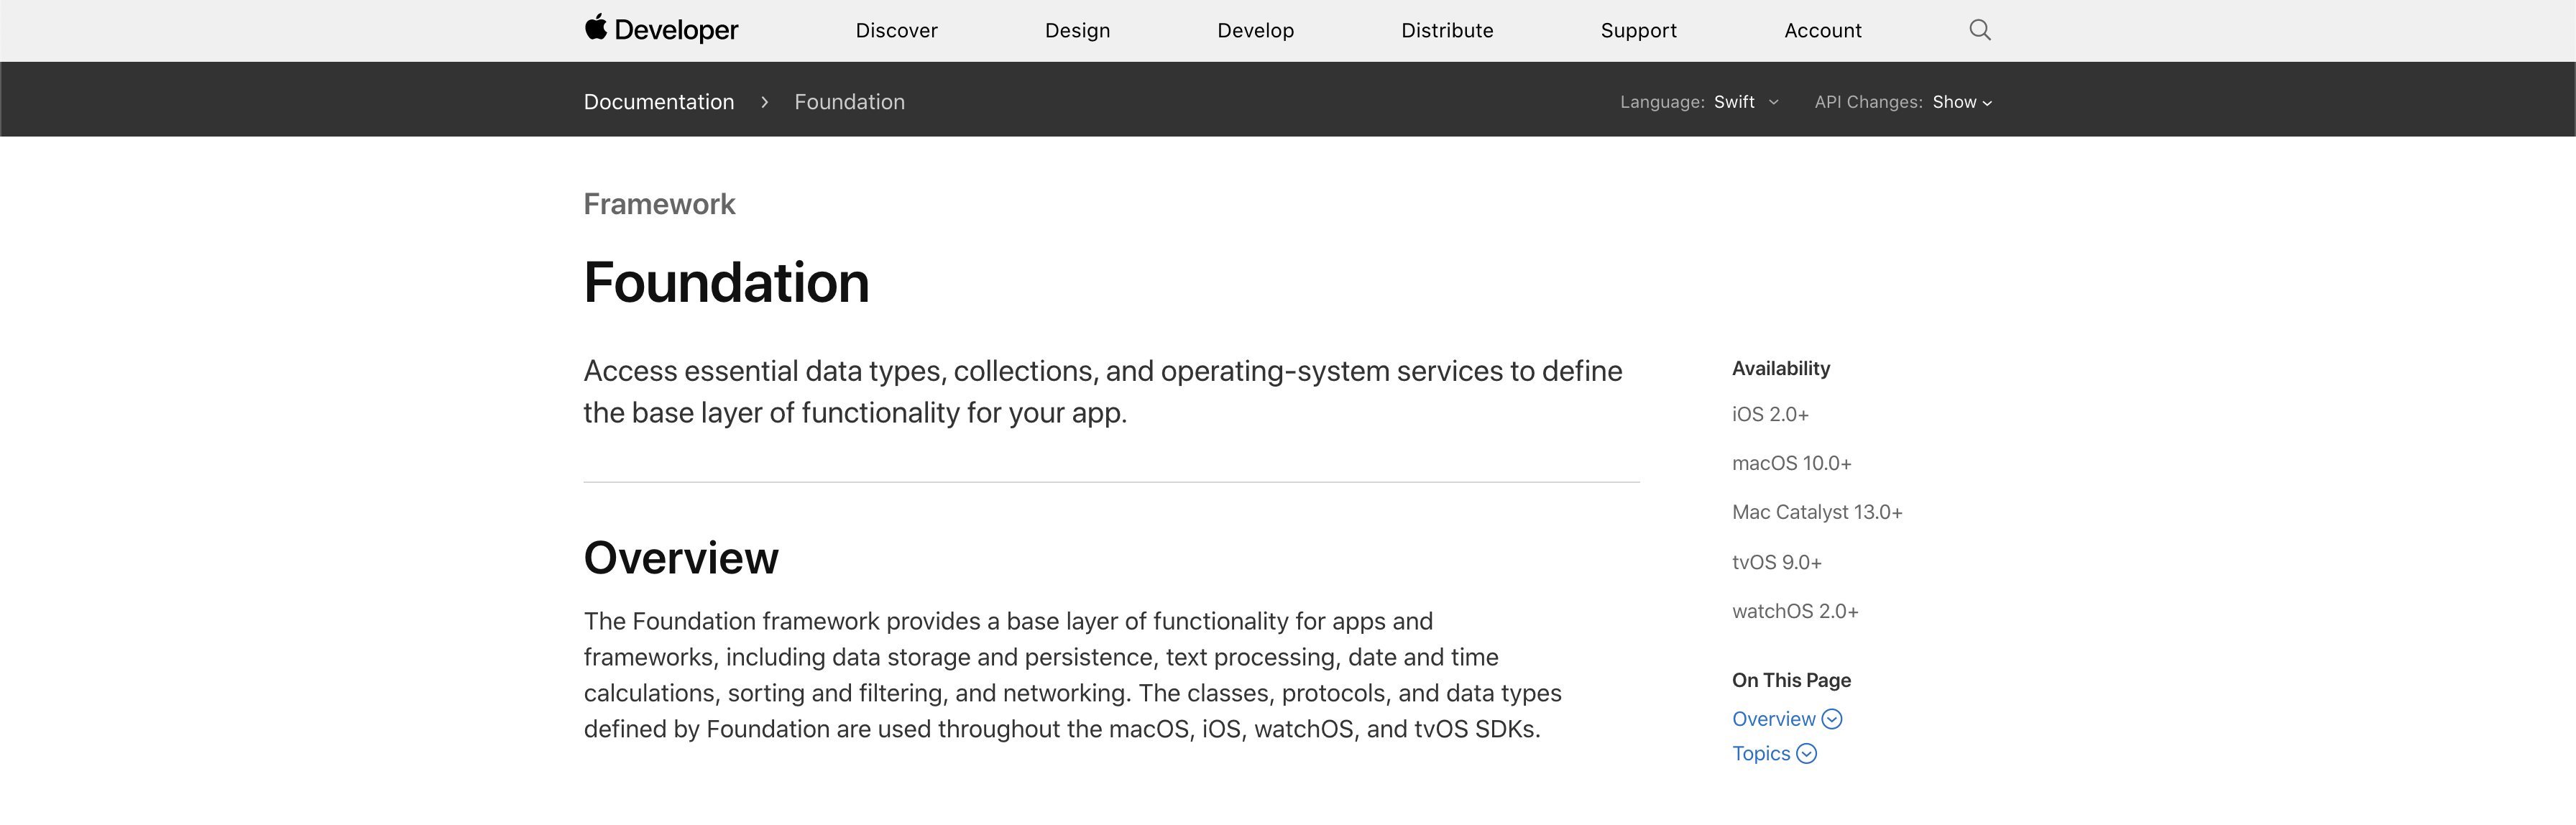 Developer Discover Design Develop Distribute Support Account
Documentation › Foundation Language: Swift API Changes: Show
Framework
Foundation
Access essential data types, collections, and operating-system services to define
the base layer of functionality for your app.
Overview
The Foundation framework provides a base layer of functionality for apps and
frameworks, including data storage and persistence, text processing, date and time
calculations, sorting and filtering, and networking. The classes, protocols, and data types
defined by Foundation are used throughout the macOS, iOS, watchOS, and tvOS SDKs.
Availability
iOS 2.0+
macOS 10.0+
Mac Catalyst 13.0+
tvOS 9.0+
watchOS 2.0+
On This Page
Overview
Topics